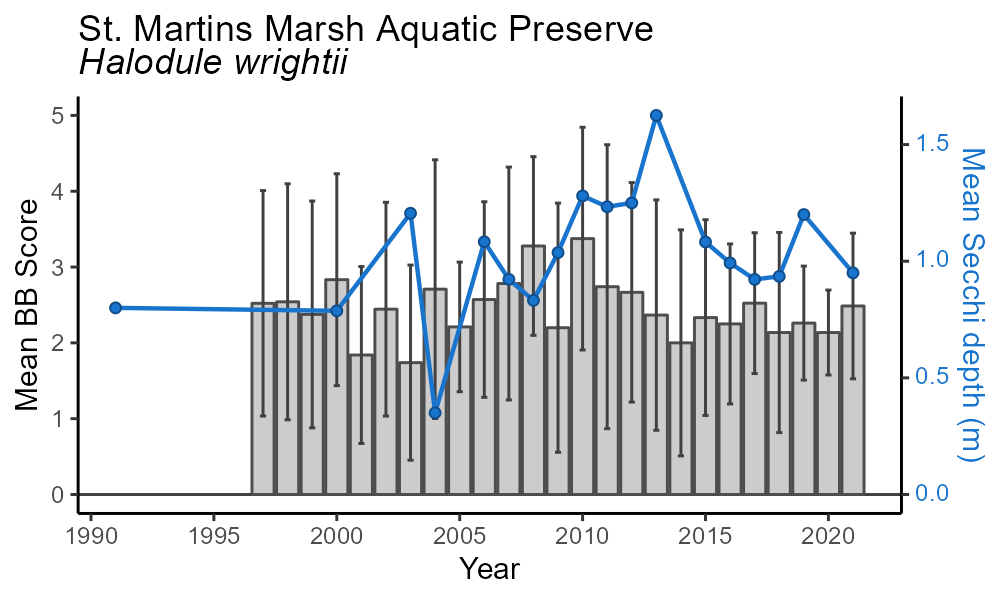 St. Martins Marsh Aquatic Preserve
Halodule wrightii
5
4
3
2
1
0
Mean BB Score
1.5
1.0
0.5
0.0
Mean Secchi depth (m)
1990 1995 2000 2005 2010 2015 2020
Year